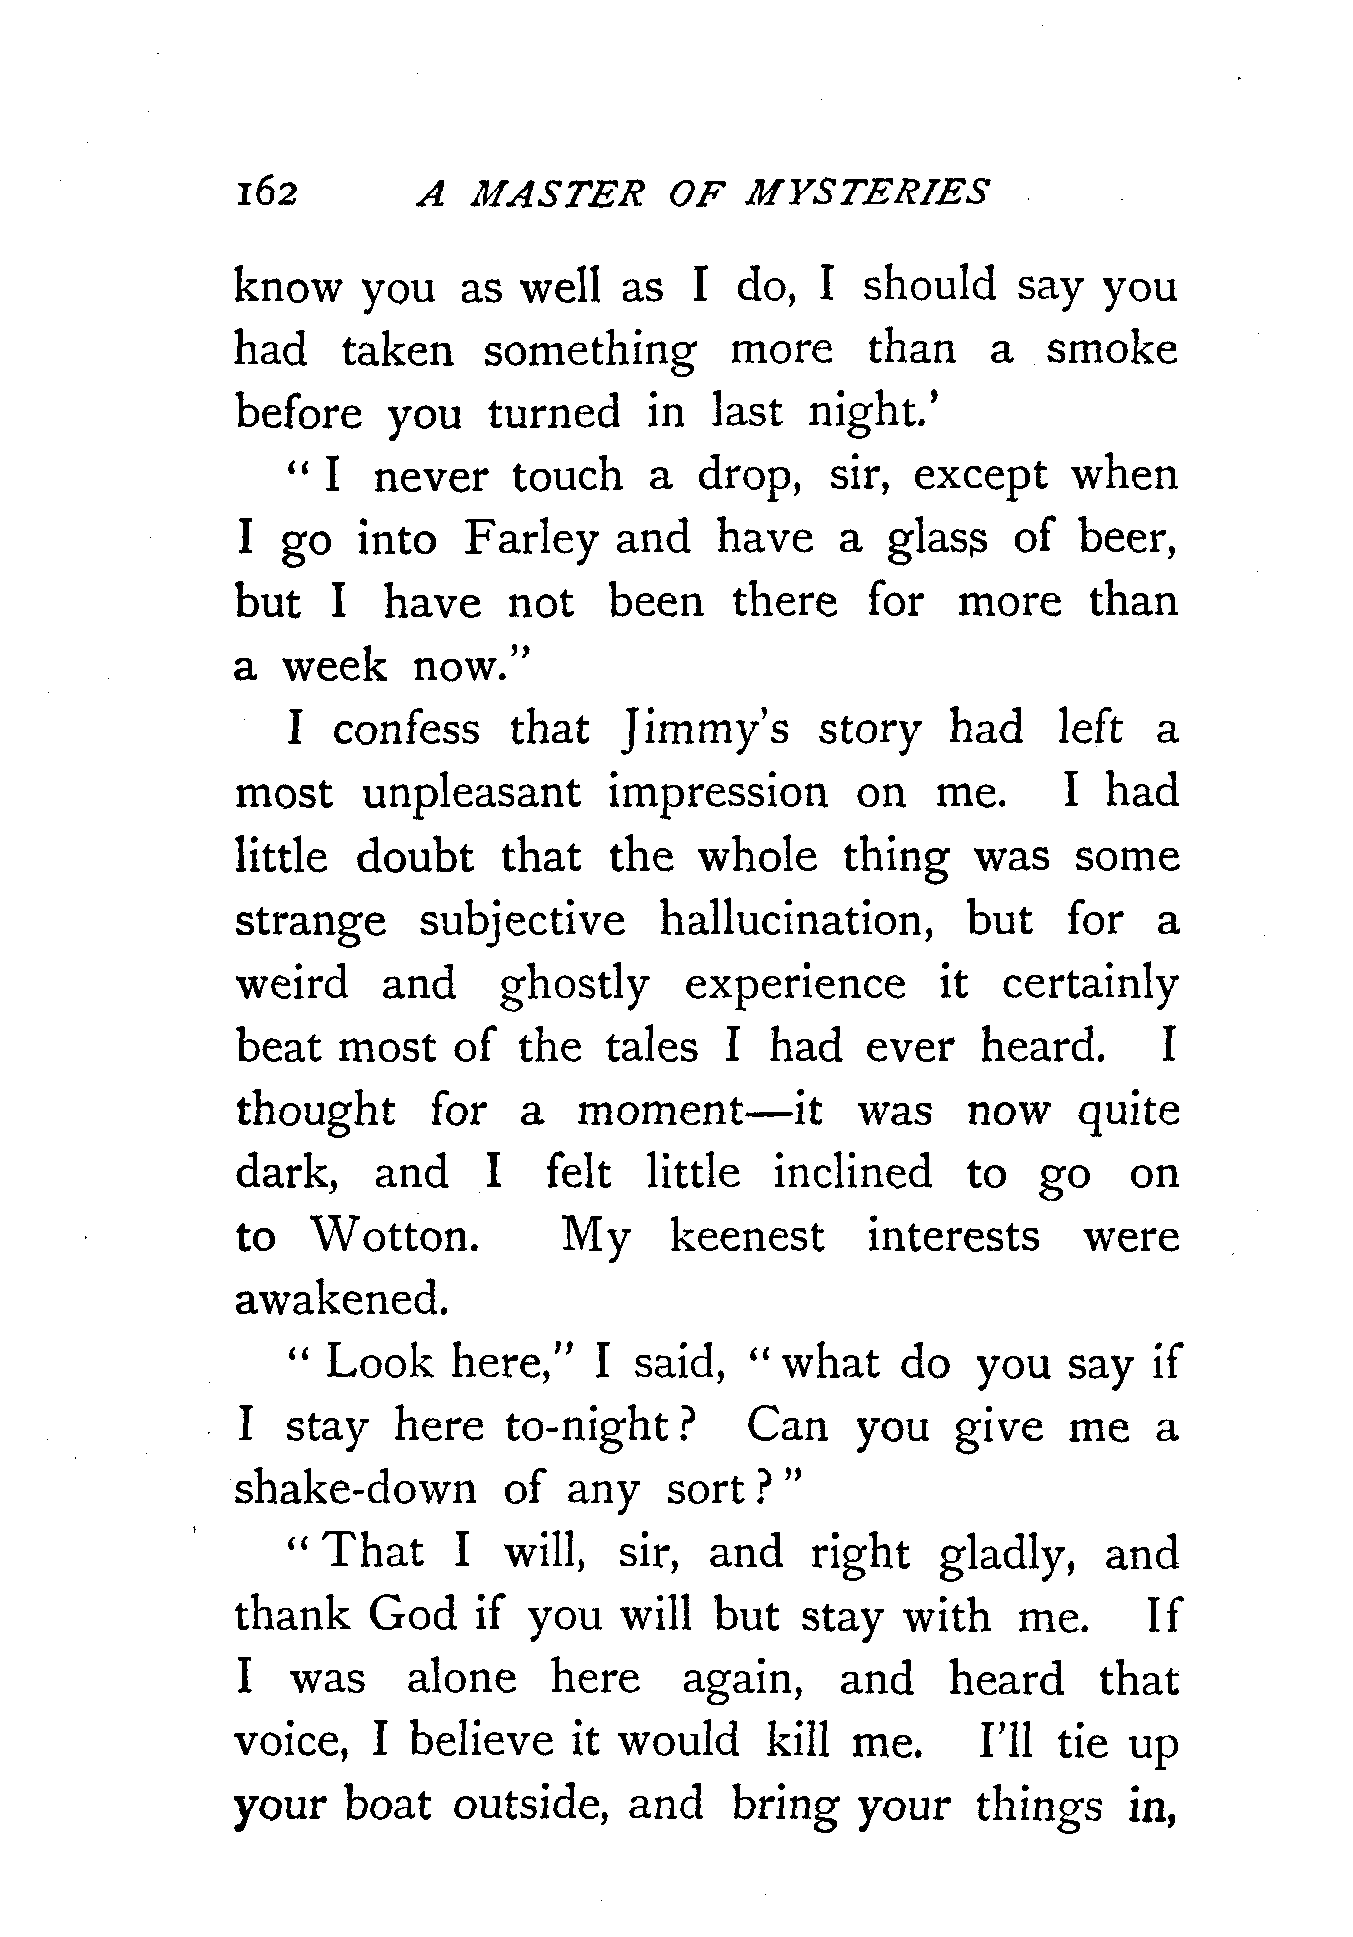 162 A MASTER OF MYSTERIES
know you as well as I do, I should say you
had taken something more than a smoke
before you turned in last night.'
“ I never touch a drop, sir, except when
I go into Farley and have a glass of beer,
but I have not been there for more than
a week now.”
I confess that Jimmy's story had left a
most unpleasant impression on me. I had
little doubt that the whole thing was some
strange subjective hallucination, but for a
weird and ghostly experience it certainly
beat most of the tales I had ever heard. I
thought for a moment—it was now quite
dark, and I felt little inclined to go on
to Wotton. My keenest interests were
awakened.
“ Look here,” I said, “ what do you say if
I stay here to-night ? Can you give me a
shake-down of any sort ? ”
“ That I will, sir, and right gladly, and
thank God if you will but stay with me. If
I was alone here again, and heard that
voice, I believe it would kill me. I'll tie up
your boat outside, and bring your things in,